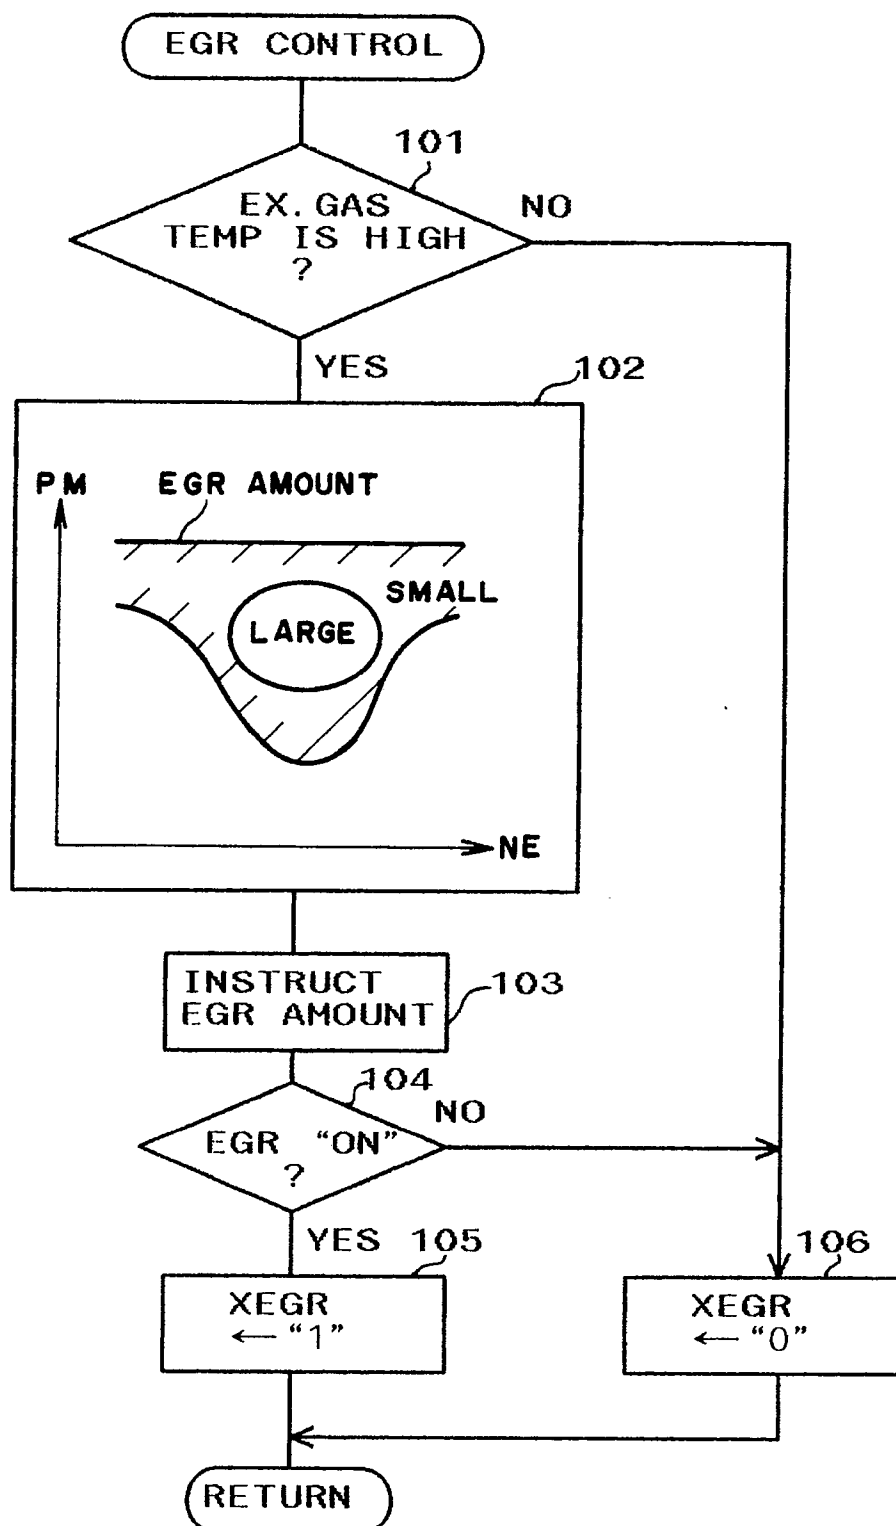 EGR CONTROL
101
EX. GAS
TEMP IS HIGH
?
NO
YES
102
PM
EGR AMOUNT
SMALL
LARGE
NE
INSTRUCT
EGR AMOUNT
103
104
NO
EGR “ON”
?
YES
105
106
XEGR
← “1”
XEGR
← “0”
RETURN